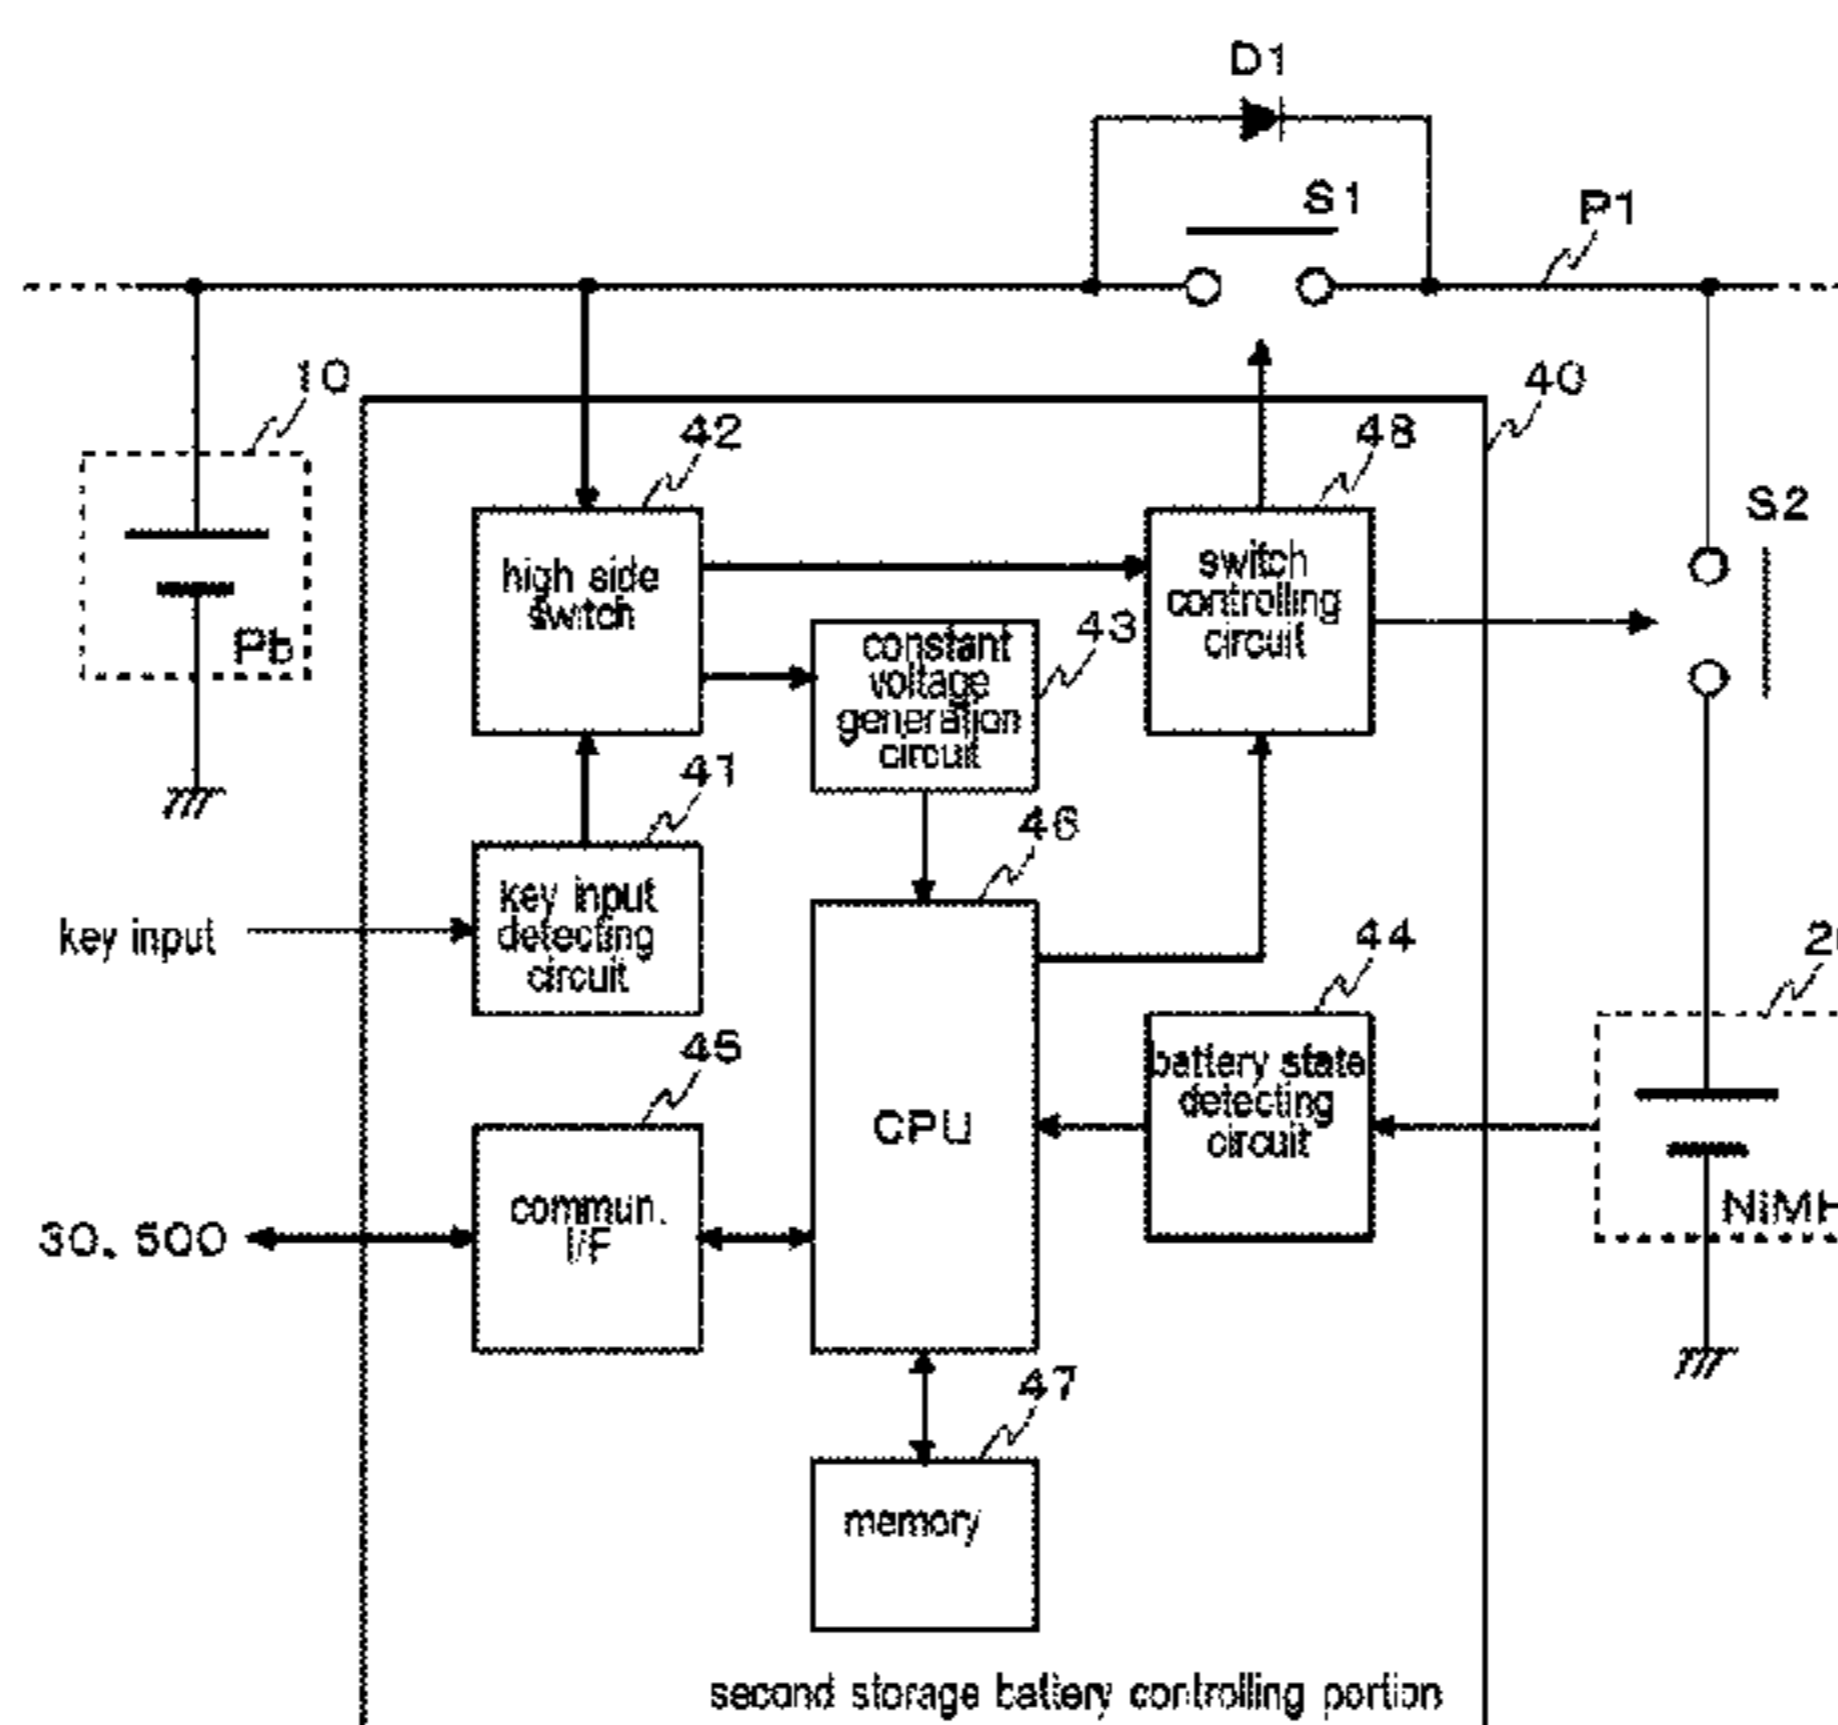 D1
S1
P1
10
42
48
40
S2
high side
switch
switch
controlling
circuit
43
constant
voltage
generation
circuit
Pb
41
46
key input
key input
detecting
circuit
44
45
battery state
detecting
circuit
CPU
commun.
I/F
30, 500
NiMH
47
memory
second storage battery controlling portion